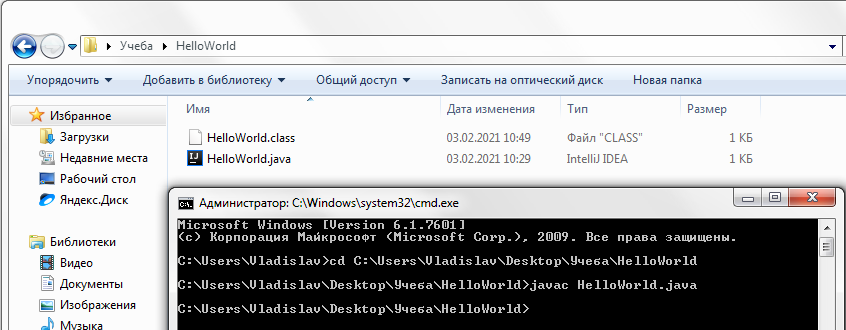 Учеба HelloWorld
Упорядочить Добавить в библиотеку Общий доступ Записать на оптический диск Новая папка
Избранное
Загрузки
Недавние места
Рабочий стол
Яндекс.Диск
Библиотеки
Видео
Документы
Изображения
Музыка
Имя Дата изменения Тип Размер
HelloWorld.class 03.02.2021 10:49 Файл "CLASS" 1 КБ
HelloWorld.java 03.02.2021 10:29 IntelliJ IDEA 1 КБ
Администратор: C:\Windows\system32\cmd.exe
Microsoft Windows [Version 6.1.7601]
(c) Корпорация Майкрософт (Microsoft Corp.), 2009. Все права защищены.
C:\Users\Vladislav>cd C:\Users\Vladislav\Desktop\Учеба\HelloWorld
C:\Users\Vladislav\Desktop\Учеба\HelloWorld>javac HelloWorld.java
C:\Users\Vladislav\Desktop\Учеба\HelloWorld>